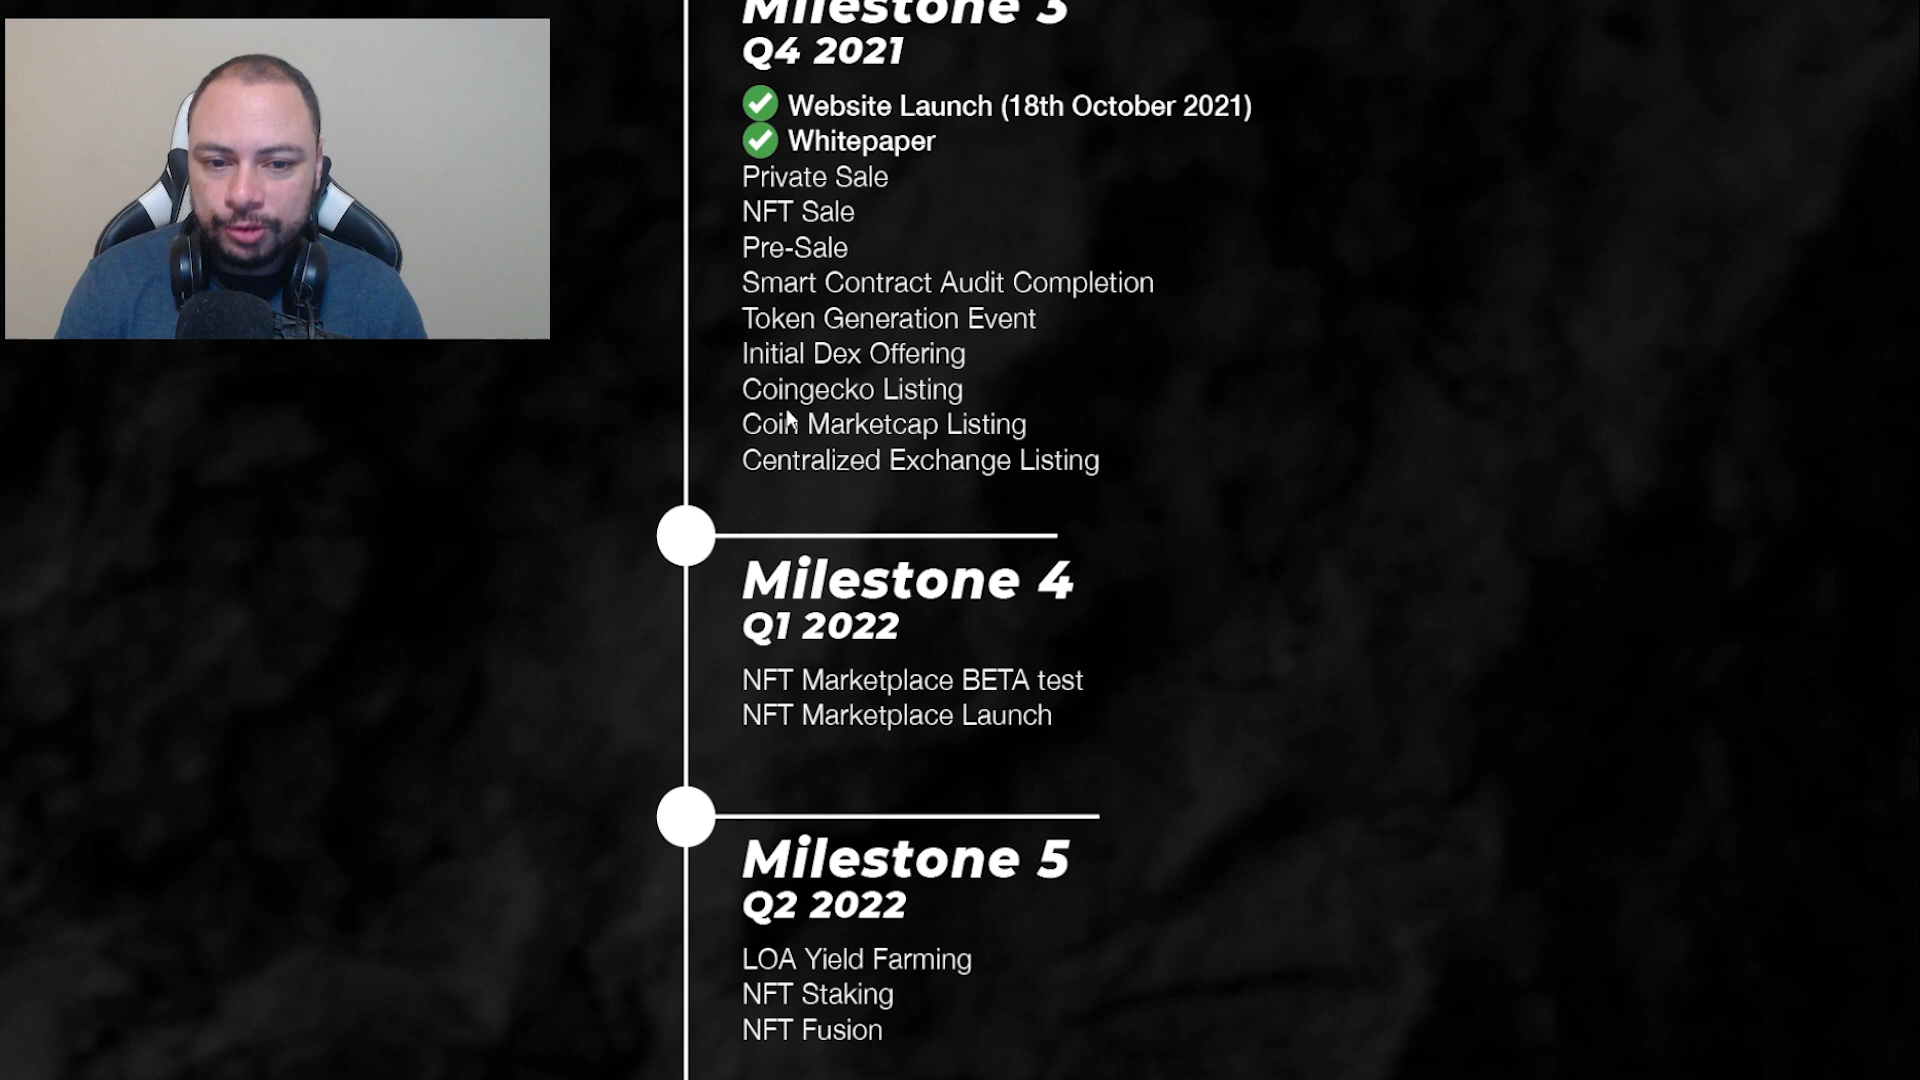 Milestone 3
Q4 2021
Website Launch (18th October 2021)
Whitepaper
Private Sale
NFT Sale
Pre-Sale
Smart Contract Audit Completion
Token Generation Event
Initial Dex Offering
Coingecko Listing
Coin Marketcap Listing
Centralized Exchange Listing
Milestone 4
Q1 2022
NFT Marketplace BETA test
NFT Marketplace Launch
Milestone 5
Q2 2022
LOA Yield Farming
NFT Staking
NFT Fusion